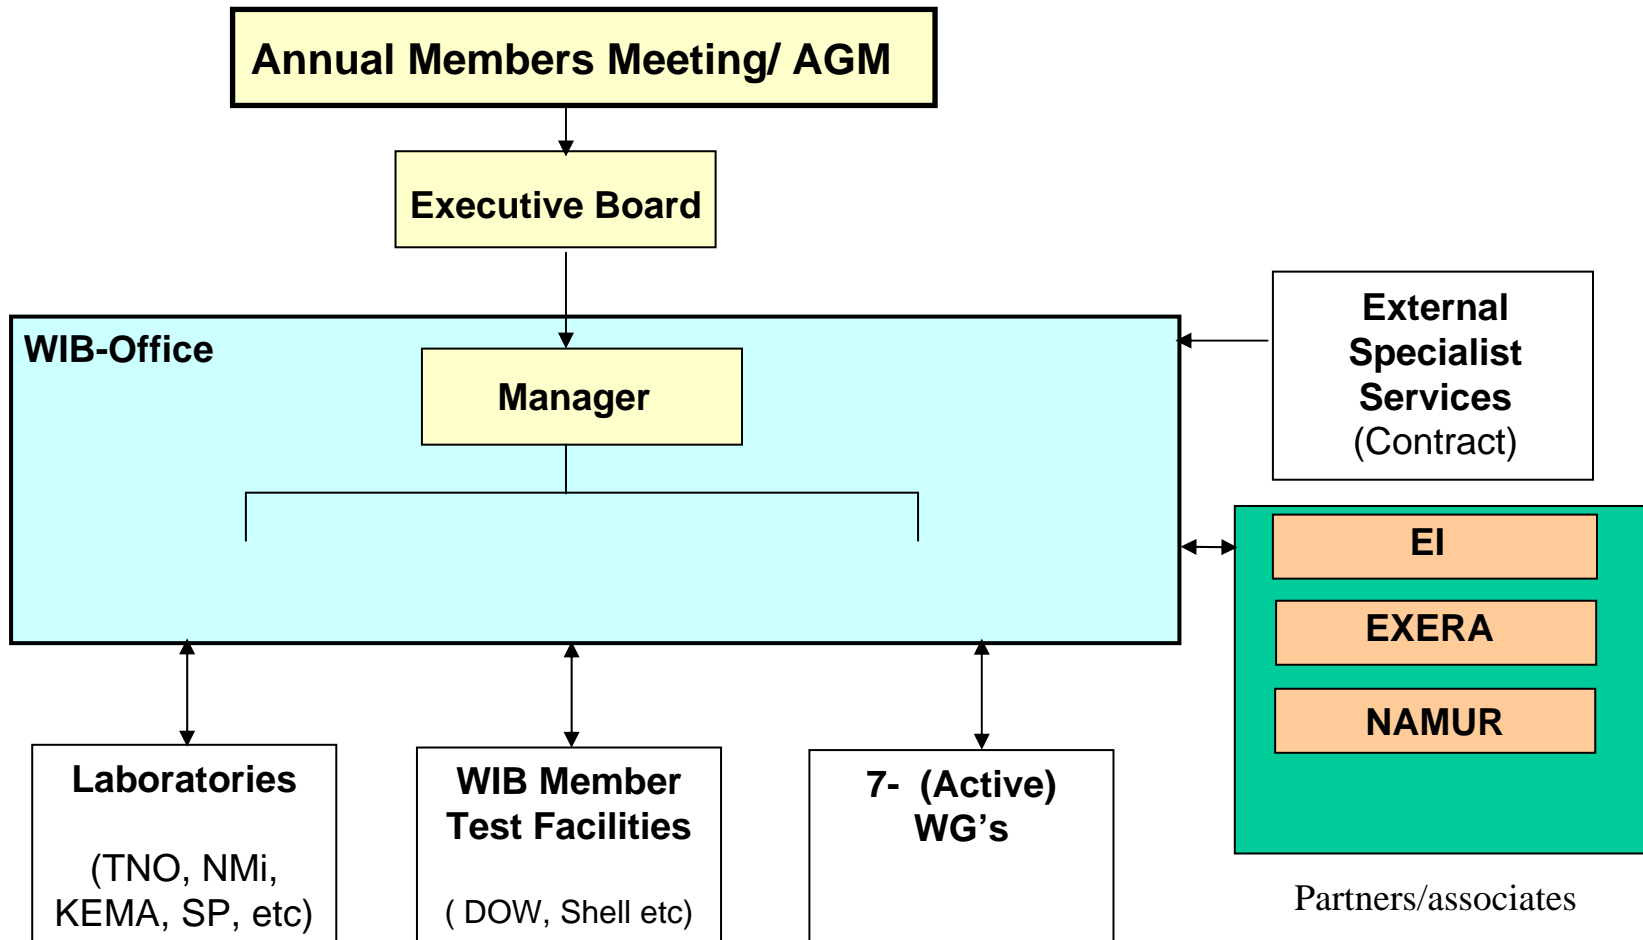 Annual Members Meeting/ AGM
Executive Board
WIB-Office
Manager
External
Specialist
Services
(Contract)
EI
EXERA
NAMUR
Partners/associates
Laboratories
(TNO, NMi,
KEMA, SP, etc)
WIB Member
Test Facilities
( DOW, Shell etc)
7- (Active)
WG’s